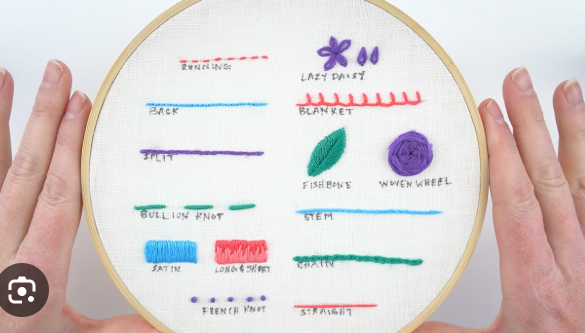 RUNNING
BACK
SPLIT
BULLION KNOT
SATIN
LONG & SHORT
FRENCH KNOT
LAZY DAISY
BLANKET
FISHBONE
WOVEN WHEEL
STEM
CHAIN
STRAIGHT